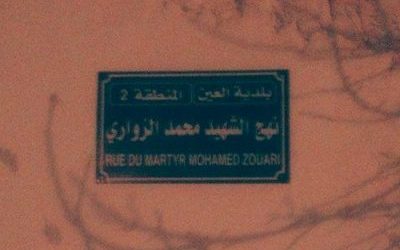 بلدية العين المنطقة 2
نهج الشهيد محمد الزواري
RUE DU MARTYR MOHAMED ZOUARI